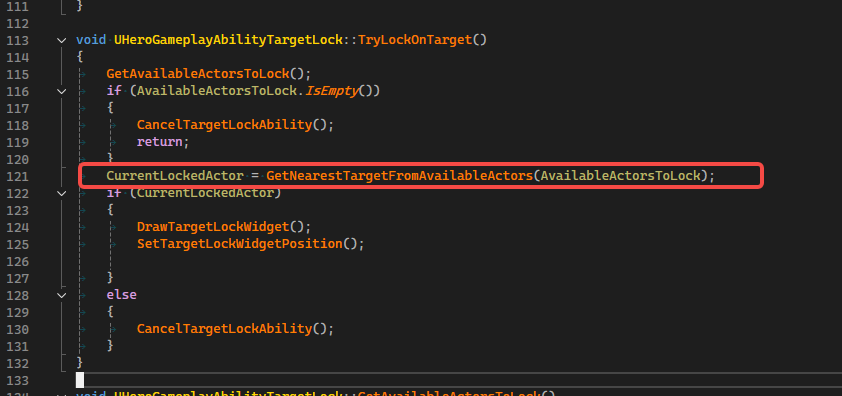 111 }
112
113 void UHeroGameplayAbilityTargetLock::TryLockOnTarget()
114 {
115 GetAvailableActorsToLock();
116 if (AvailableActorsToLock.IsEmpty())
117 {
118 CancelTargetLockAbility();
119 return;
120 }
121 CurrentLockedActor = GetNearestTargetFromAvailableActors(AvailableActorsToLock);
122 if (CurrentLockedActor)
123 {
124 DrawTargetLockWidget();
125 SetTargetLockWidgetPosition();
126
127 }
128 else
129 {
130 CancelTargetLockAbility();
131 }
132 }
133
134 void UHeroGameplayAbilityTargetLock::GetAvailableActorsToLock()